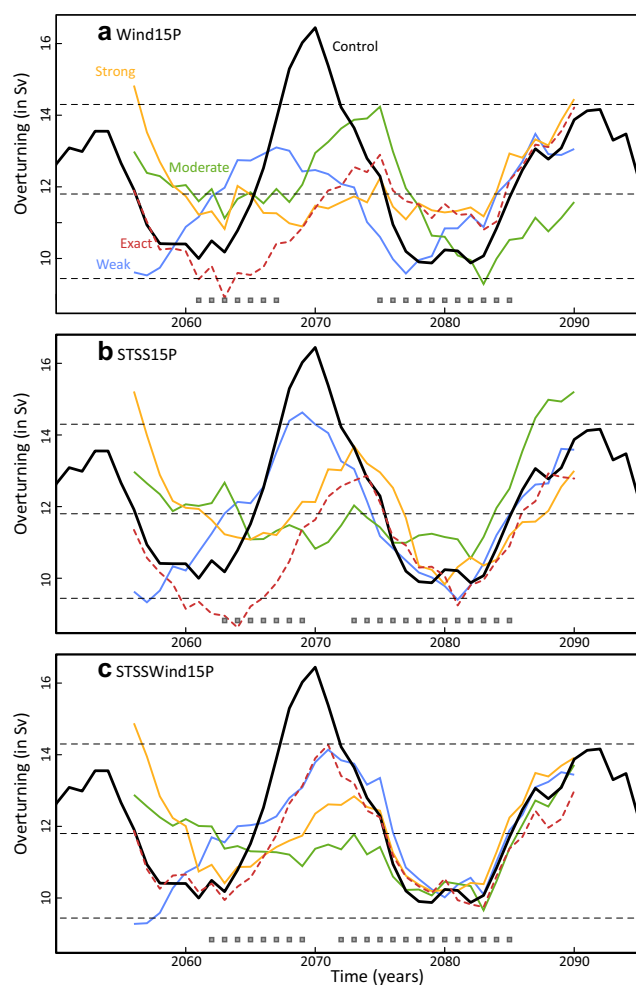 a Wind15P
Control
Strong
Moderate
Exact
Weak
Overturning (in Sv)
10 12 14 16
2060 2070 2080 2090
b STSS15P
Overturning (in Sv)
10 12 14 16
2060 2070 2080 2090
c STSSWind15P
Overturning (in Sv)
10 12 14 16
2060 2070 2080 2090
Time (years)